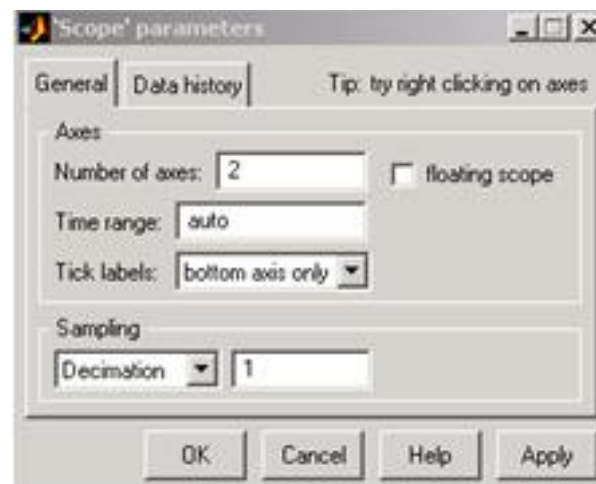 'Scope' parameters
General Data history Tip: try right clicking on axes
Axes
Number of axes: 2 floating scope
Time range: auto
Tick labels: bottom axis only
Sampling
Decimation 1
OK Cancel Help Apply